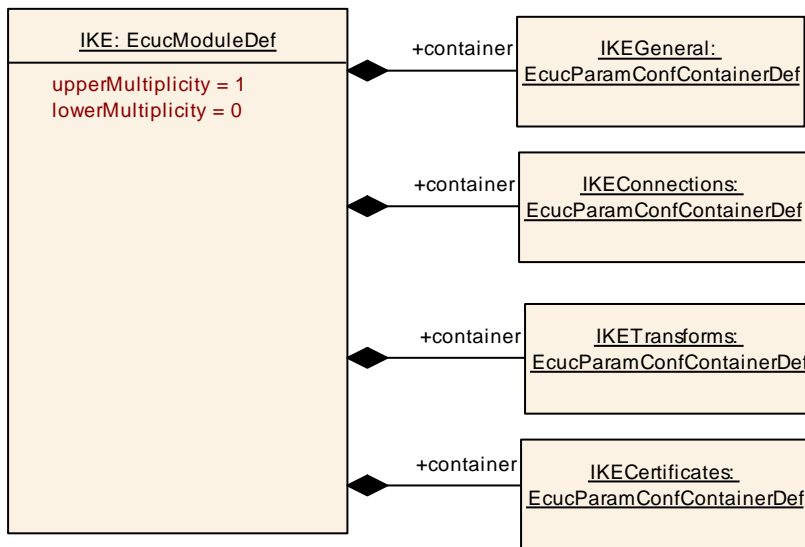 IKE: EcucModuleDef
upperMultiplicity = 1
lowerMultiplicity = 0
+container
IKEGeneral:
EcucParamConfContainerDef
+container
IKEConnections:
EcucParamConfContainerDef
+container
IKETransforms:
EcucParamConfContainerDef
+container
IKECertificates:
EcucParamConfContainerDef